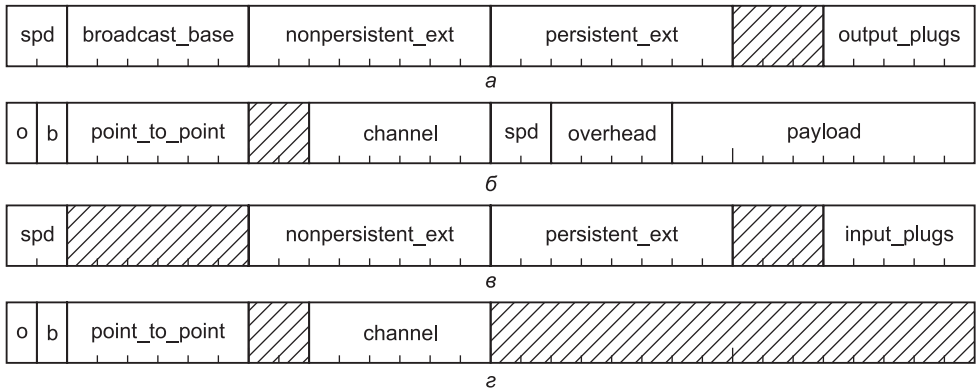 spd broadcast_base nonpersistent_ext persistent_ext output_plugs
а
o b point_to_point channel spd overhead payload
б
spd nonpersistent_ext persistent_ext input_plugs
в
o b point_to_point channel
г